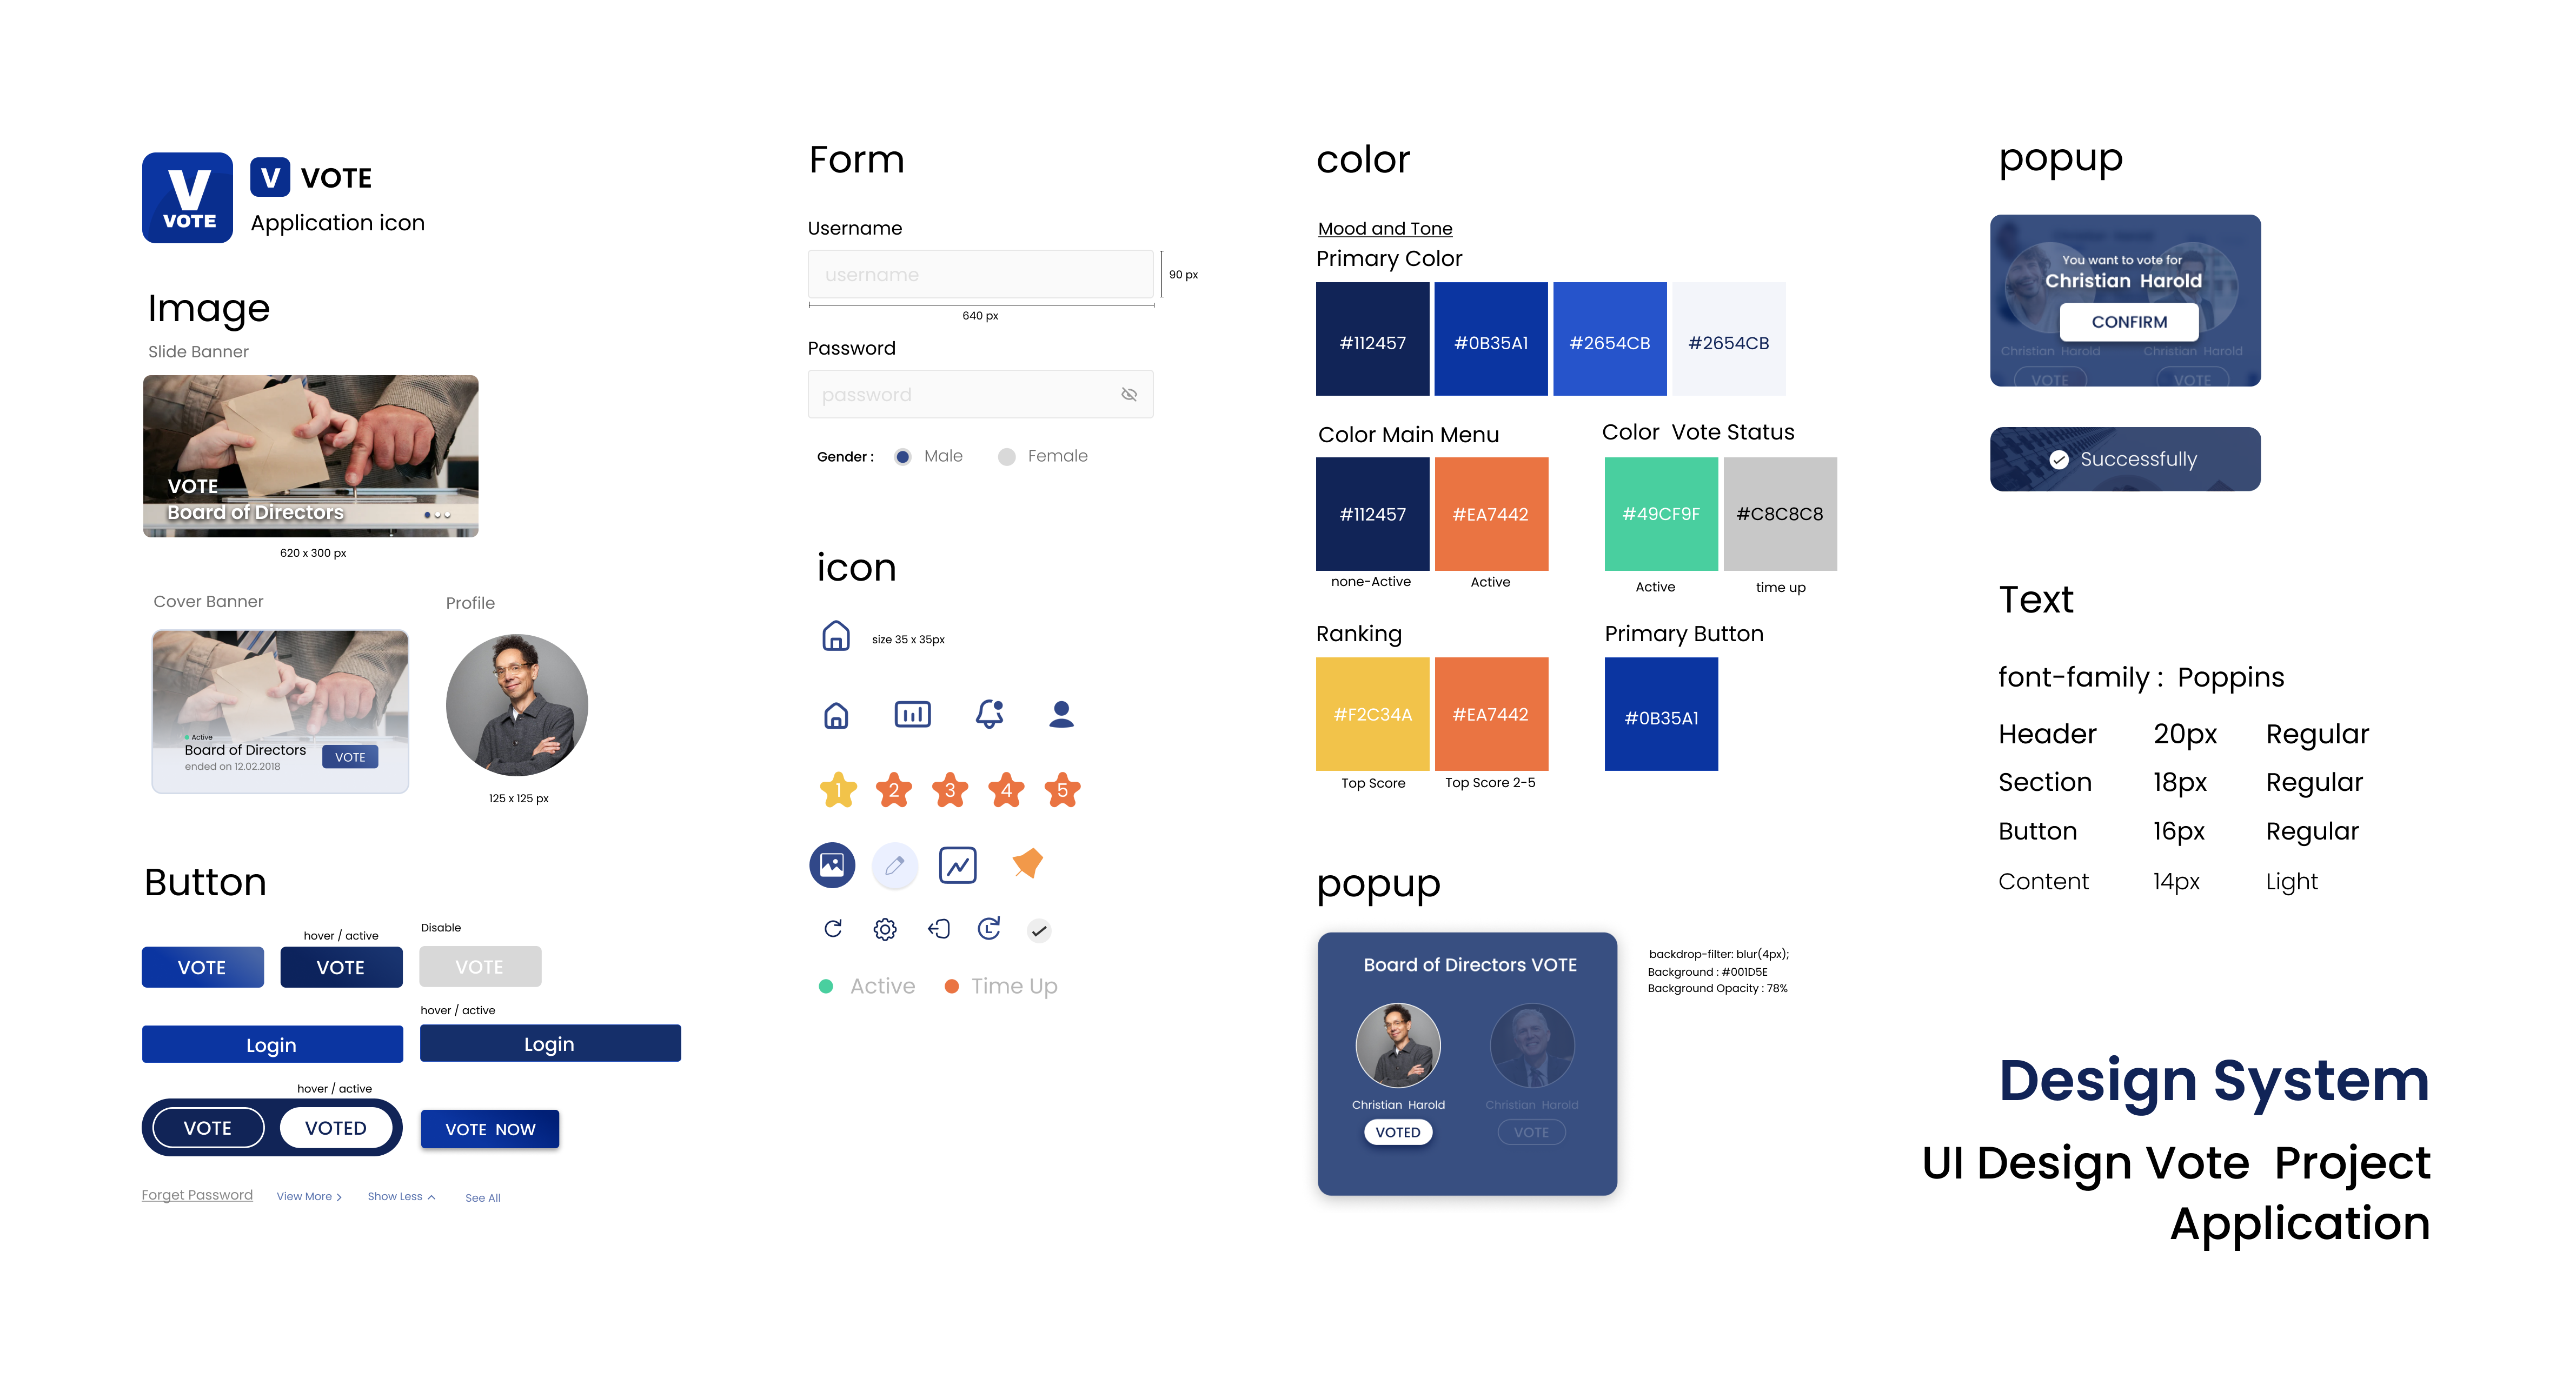 V
VOTE
V VOTE
Application icon
Image
Slide Banner
VOTE
Board of Directors
620 x 300 px
Cover Banner
Active
Board of Directors
ended on 12.02.2018
VOTE
Profile
125 x 125 px
Button
VOTE
hover / active
VOTE
Disable
VOTE
Login
hover / active
Login
hover / active
VOTE
VOTED
VOTE NOW
Forget Password
View More
Show Less
See All
Form
Username
username
90 px
640 px
Password
password
Gender :
Male
Female
icon
size 35 x 35px
1
2
3
4
5
Active
Time Up
color
Mood and Tone
Primary Color
#112457
#0B35A1
#2654CB
#2654CB
Color Main Menu
#112457
#EA7442
none-Active
Active
Color Vote Status
#49CF9F
#C8C8C8
Active
time up
Ranking
#F2C34A
#EA7442
Top Score
Top Score 2-5
Primary Button
#0B35A1
popup
Board of Directors VOTE
Christian Harold
VOTED
Christian Harold
VOTE
backdrop-filter: blur(4px);
Background : #001D5E
Background Opacity : 78%
popup
You want to vote for
Christian Harold
CONFIRM
Christian Harold
Christian Harold
VOTE
VOTE
Successfully
Text
font-family : Poppins
Header 20px Regular
Section 18px Regular
Button 16px Regular
Content 14px Light
Design System
UI Design Vote Project
Application